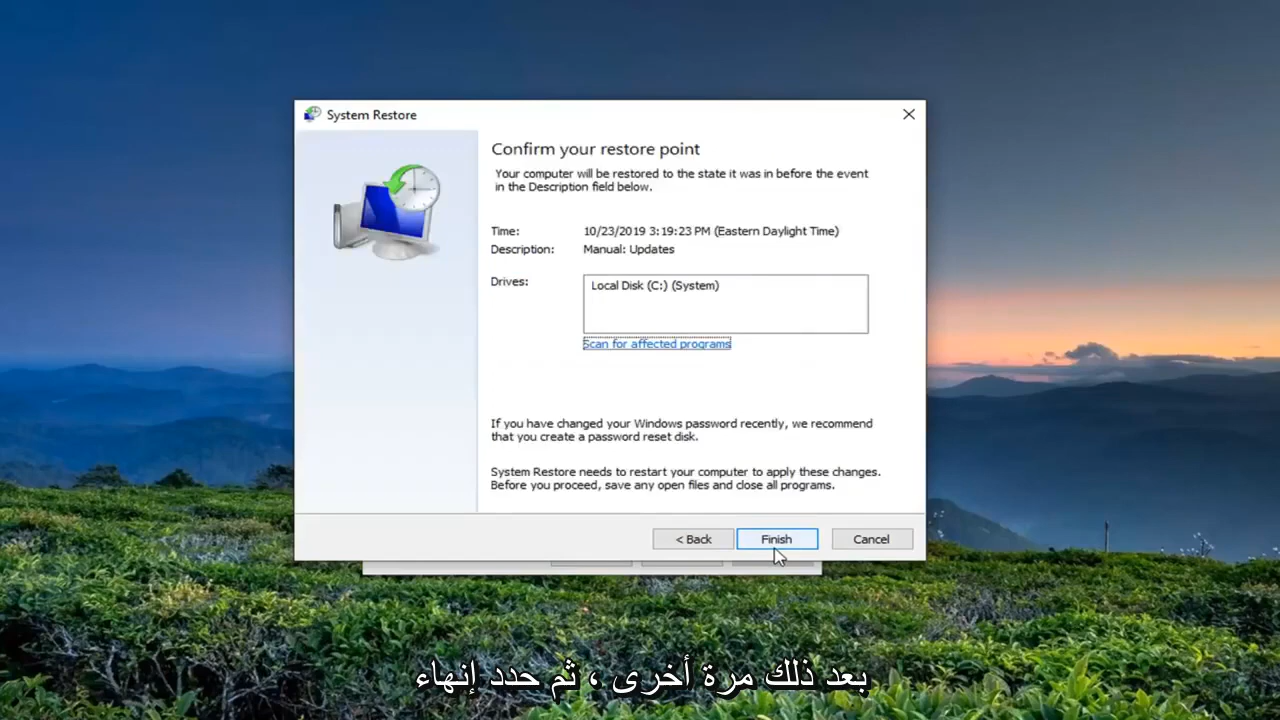 System Restore
Confirm your restore point
Your computer will be restored to the state it was in before the event
in the Description field below.
Time: 10/23/2019 3:19:23 PM (Eastern Daylight Time)
Description: Manual: Updates
Drives: Local Disk (C:) (System)
Scan for affected programs
If you have changed your Windows password recently, we recommend
that you create a password reset disk.
System Restore needs to restart your computer to apply these changes.
Before you proceed, save any open files and close all programs.
< Back Finish Cancel
بعد ذلك مرة أخرى ، ثم حدد إنهاء